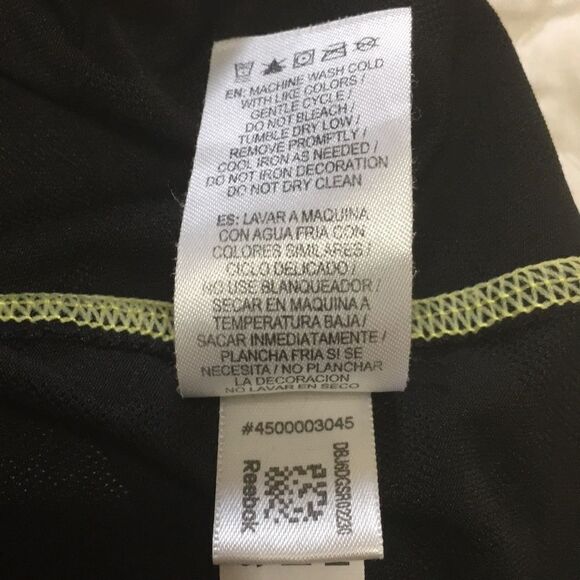 EN: MACHINE WASH COLD
WITH LIKE COLORS /
GENTLE CYCLE /
DO NOT BLEACH /
TUMBLE DRY LOW /
REMOVE PROMPTLY /
COOL IRON AS NEEDED /
DO NOT IRON DECORATION
DO NOT DRY CLEAN
ES: LAVAR A MAQUINA
CON AGUA FRIA CON
COLORES SIMILARES /
CICLO DELICADO /
NO USE BLANQUEADOR /
SECAR EN MAQUINA A
TEMPERATURA BAJA /
SACAR INMEDIATAMENTE /
PLANCHA FRIA SI SE
NECESITA / NO PLANCHAR
LA DECORACION
NO LAVAR EN SECO
#4500003045
Reebok